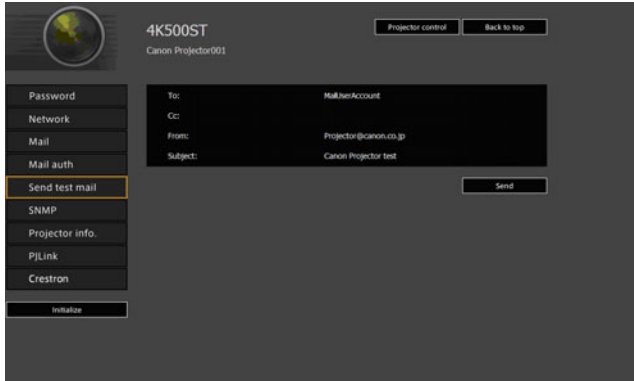 4K500ST
Projector control
Back to top
Canon Projector001
Password
Network
Mail
Mail auth
Send test mail
SNMP
Projector info.
PJLink
Crestron
Initialize
To: MailUserAccount
Cc:
From: Projector@canon.co.jp
Subject: Canon Projector test
Send